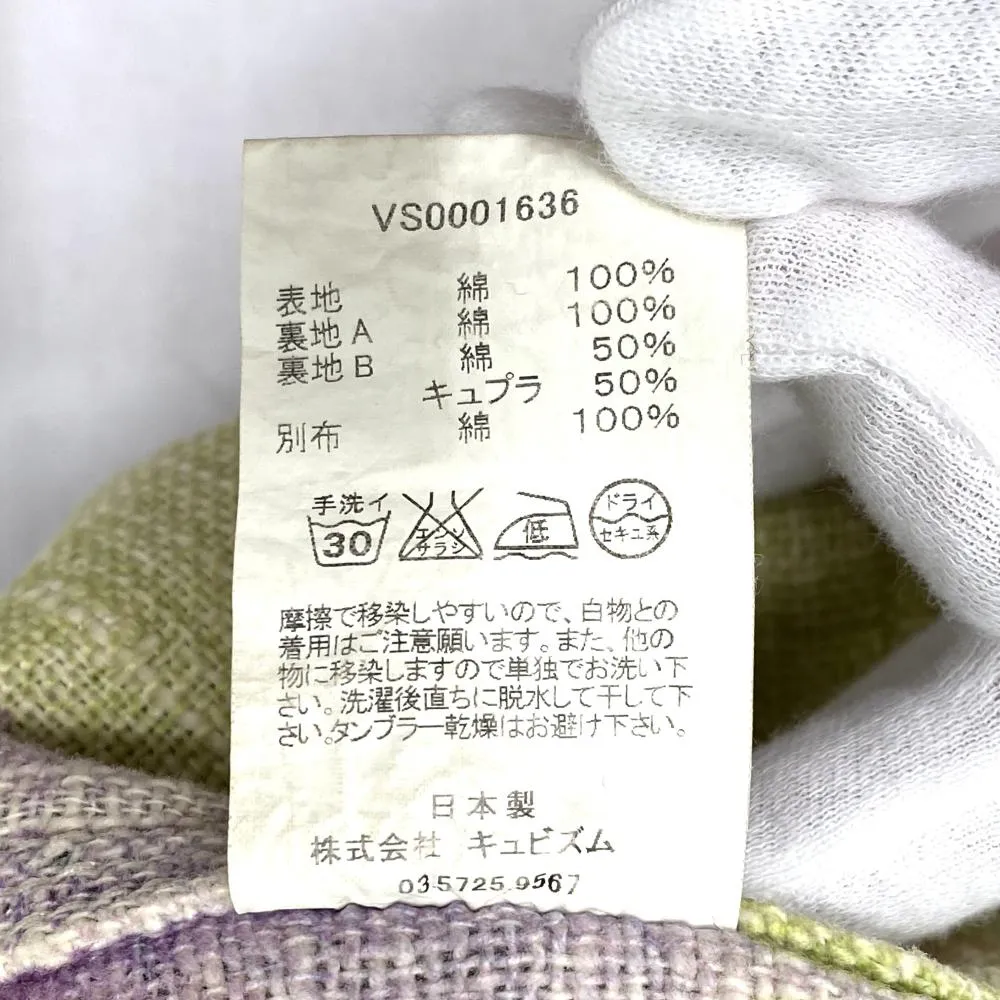 VS0001636
表地 綿 100%
裏地A 綿 100%
裏地B 綿 50%
キュプラ 50%
別布 綿 100%
手洗イ 30 エンソサラシ 低 ドライ セキユ系
摩擦で移染しやすいので、白物との
着用はご注意願います。また、他の
物に移染しますので単独でお洗い下
さい。洗濯後直ちに脱水して干して下
さい。タンブラー乾燥はお避け下さい。
日本製
株式会社 キュビズム
03.5725.9567